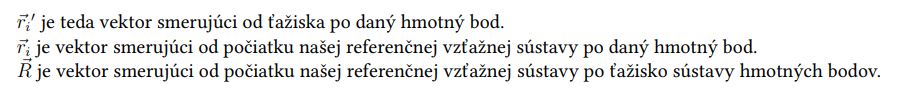 $\vec{r}_i{}'$ je teda vektor smerujúci od ťažiska po daný hmotný bod.
$\vec{r}_i$ je vektor smerujúci od počiatku našej referenčnej vzťažnej sústavy po daný hmotný bod.
$\vec{R}$ je vektor smerujúci od počiatku našej referenčnej vzťažnej sústavy po ťažisko sústavy hmotných bodov.